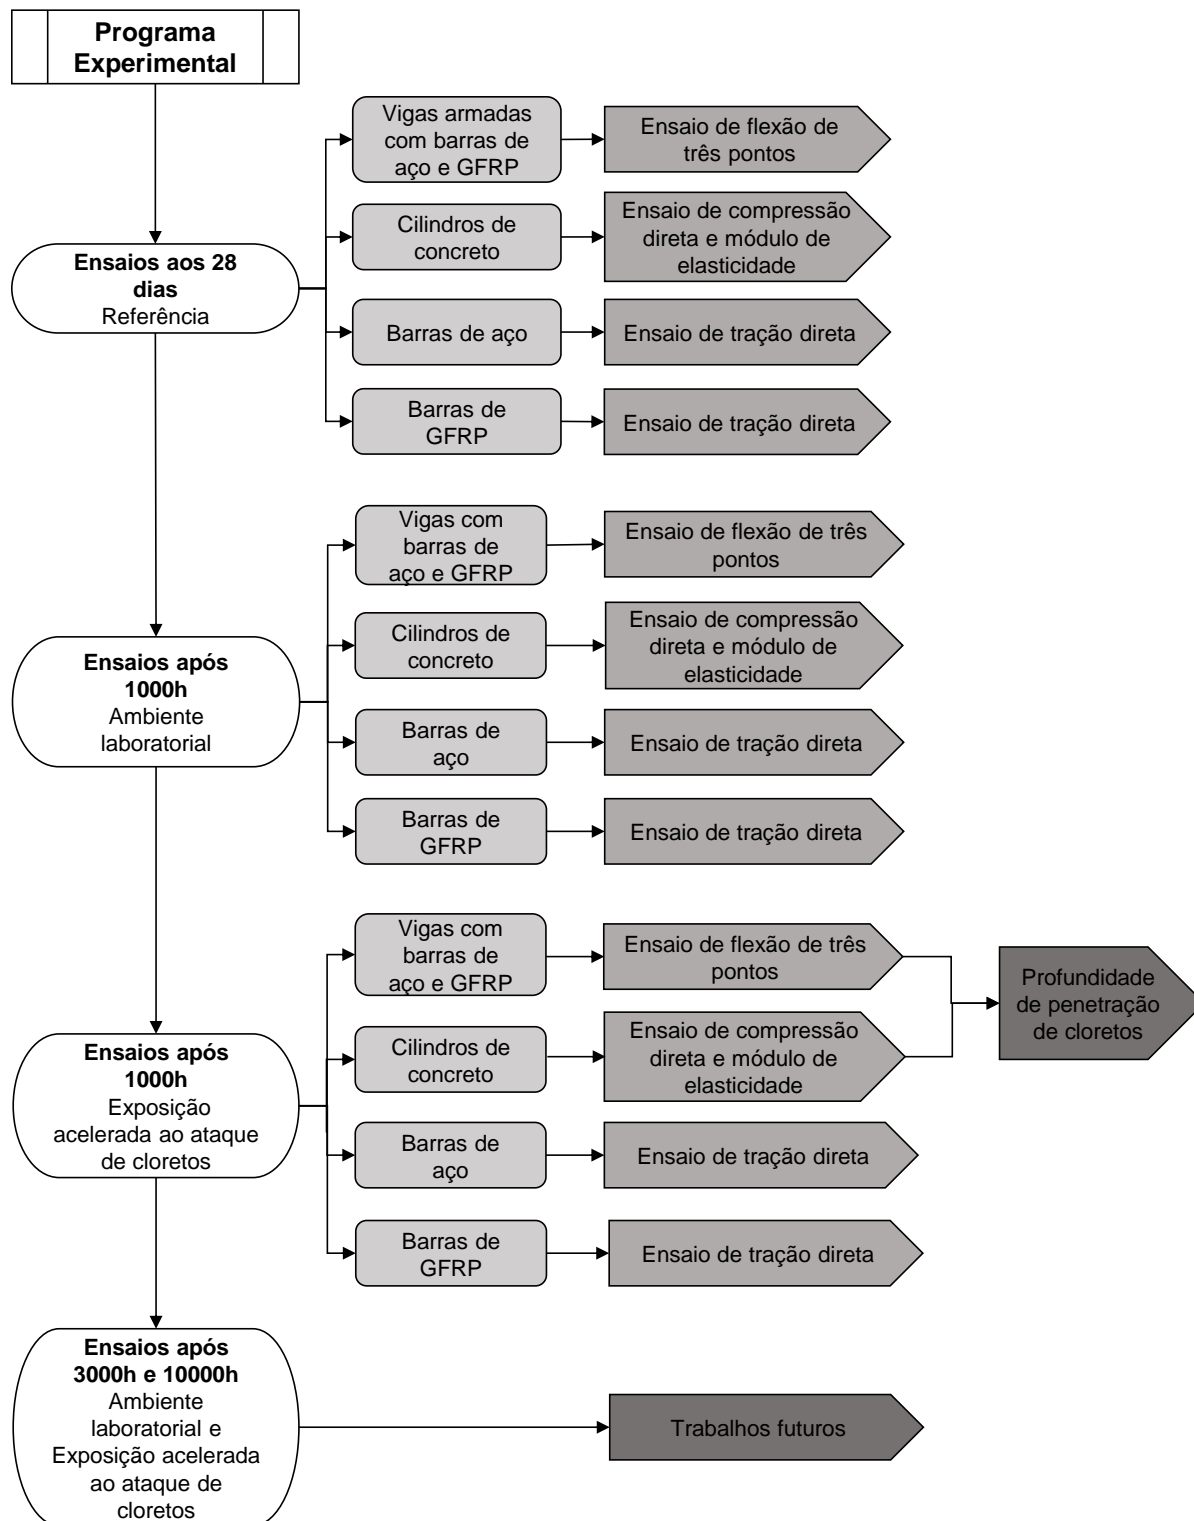 Programa
Experimental
Vigas armadas
com barras de
aço e GFRP
Ensaio de flexão de
três pontos
Cilindros de
concreto
Ensaio de compressão
direta e módulo de
elasticidade
Ensaios aos 28
dias
Referência
Barras de aço
Ensaio de tração direta
Barras de
GFRP
Ensaio de tração direta
Vigas com
barras de
aço e GFRP
Ensaio de flexão de três
pontos
Cilindros de
concreto
Ensaio de compressão
direta e módulo de
elasticidade
Ensaios após
1000h
Ambiente
laboratorial
Barras de
aço
Ensaio de tração direta
Barras de
GFRP
Ensaio de tração direta
Vigas com
barras de
aço e GFRP
Ensaio de flexão de três
pontos
Profundidade
de penetração
de cloretos
Cilindros de
concreto
Ensaio de compressão
direta e módulo de
elasticidade
Ensaios após
1000h
Exposição
acelerada ao ataque
de cloretos
Barras de
aço
Ensaio de tração direta
Barras de
GFRP
Ensaio de tração direta
Ensaios após
3000h e 10000h
Ambiente
laboratorial e
Exposição acelerada
ao ataque de
cloretos
Trabalhos futuros